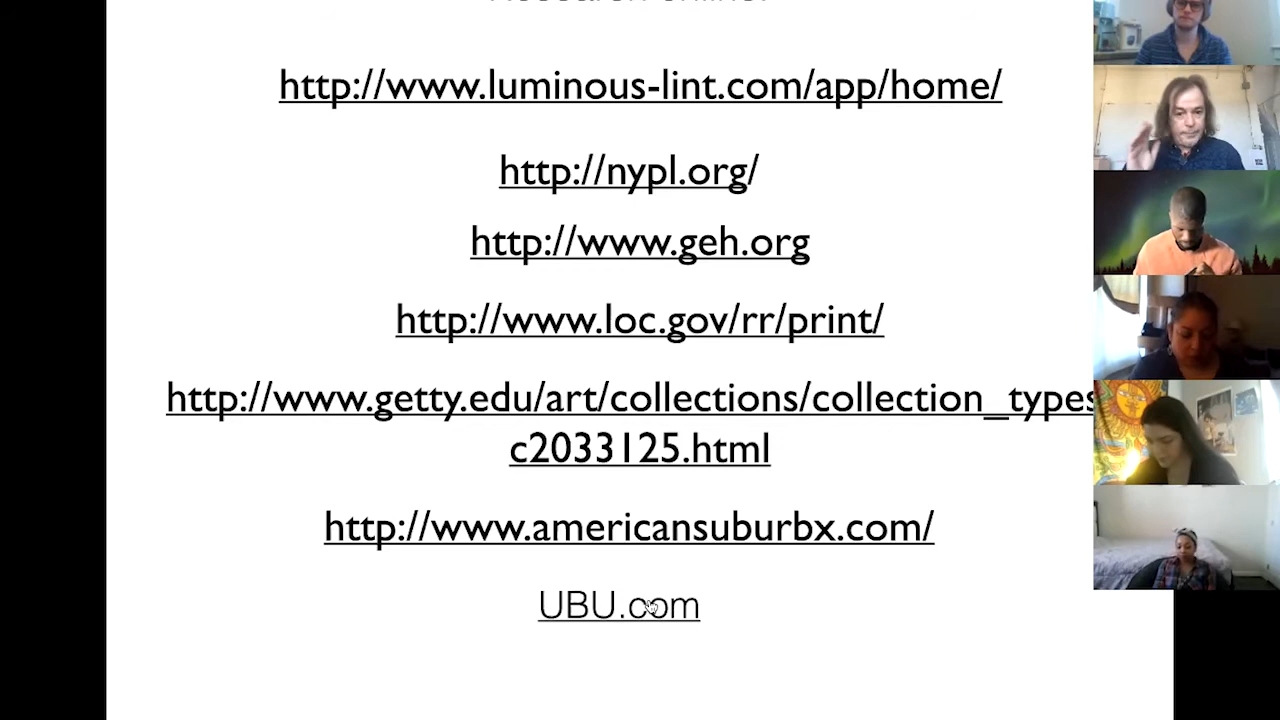 http://www.luminous-lint.com/app/home/
http://nypl.org/
http://www.geh.org
http://www.loc.gov/rr/print/
http://www.getty.edu/art/collections/collection_types
c2033125.html
http://www.americansuburbx.com/
UBU.com